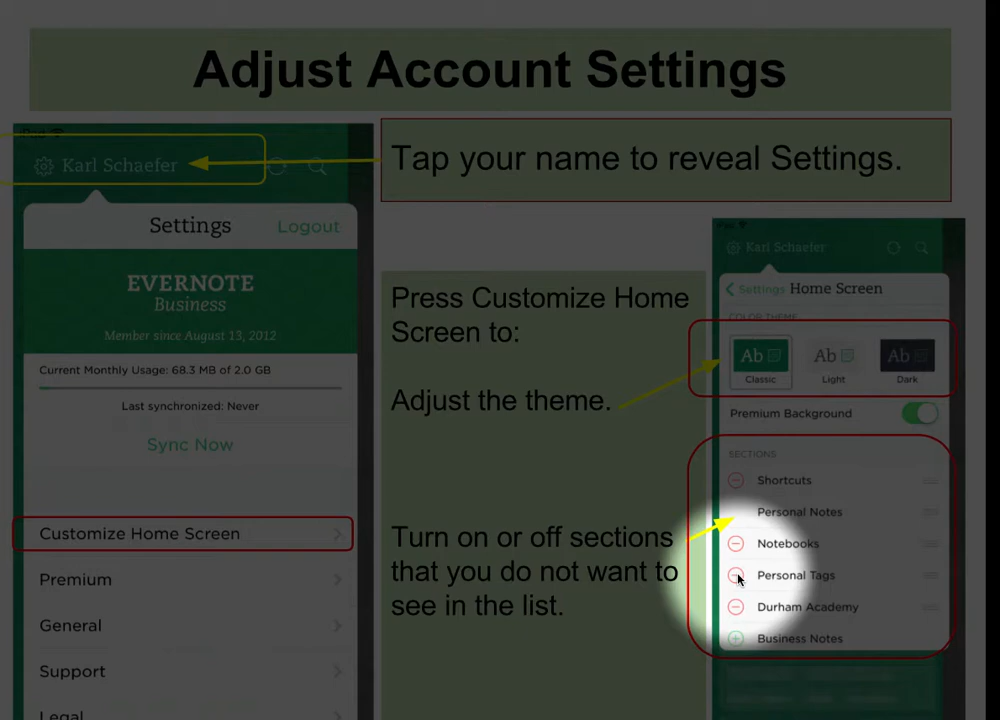 Adjust Account Settings
iPad
Karl Schaefer
Tap your name to reveal Settings.
Settings
Logout
EVERNOTE
Business
Member since August 13, 2012
Current Monthly Usage: 68.3 MB of 2.0 GB
Last synchronized: Never
Sync Now
Customize Home Screen
Premium
General
Support
Legal
Press Customize Home
Screen to:
Adjust the theme.
Turn on or off sections
that you do not want to
see in the list.
iPad
Karl Schaefer
Settings
Home Screen
COLOR THEME
Ab
Ab
Ab
Classic
Light
Dark
Premium Background
SECTIONS
Shortcuts
Personal Notes
Notebooks
Personal Tags
Durham Academy
Business Notes